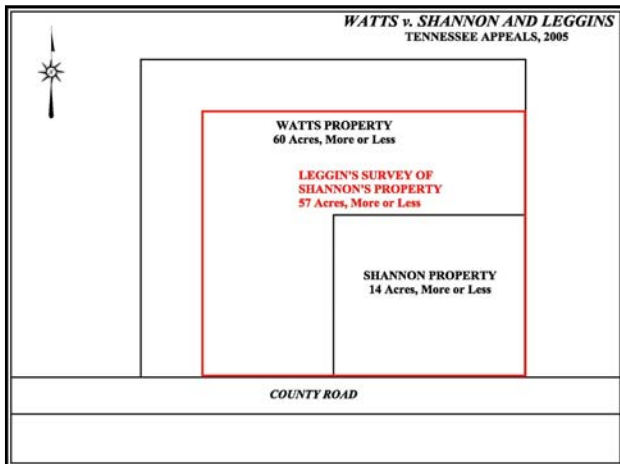 WATTS v. SHANNON AND LEGGINS
TENNESSEE APPEALS, 2005
WATTS PROPERTY
60 Acres, More or Less
LEGGIN'S SURVEY OF
SHANNON'S PROPERTY
57 Acres, More or Less
SHANNON PROPERTY
14 Acres, More or Less
COUNTY ROAD